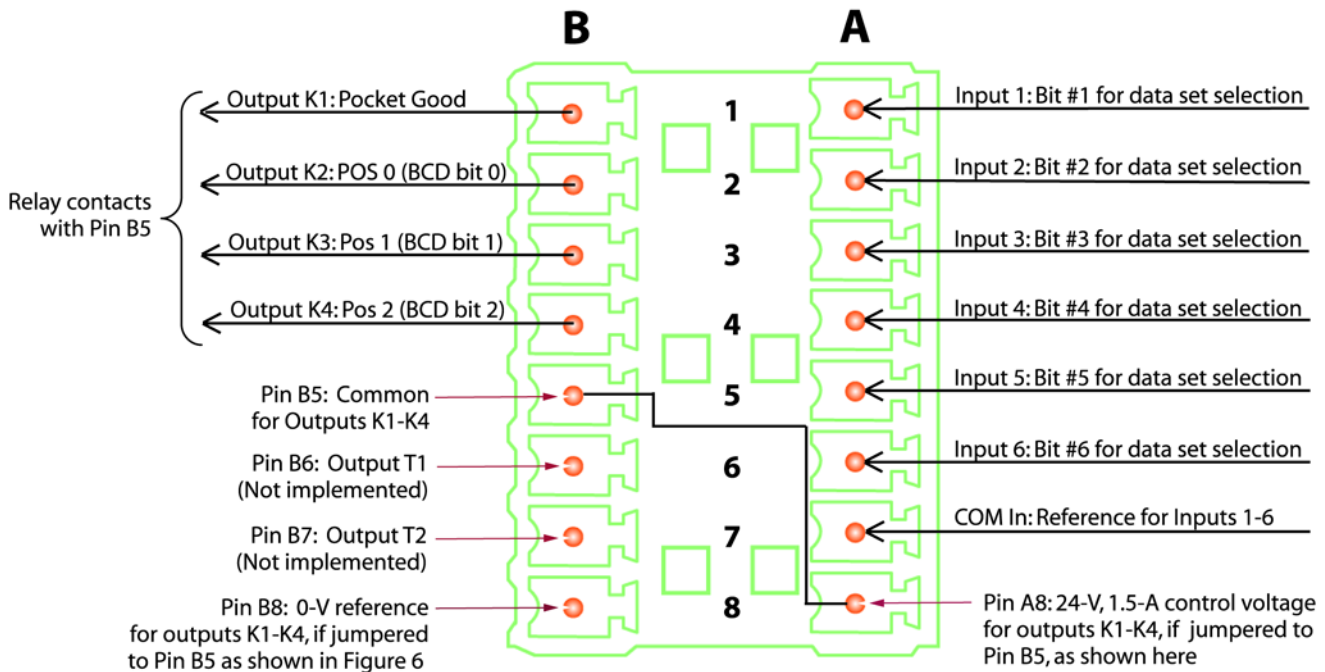 B
A
Output K1: Pocket Good
Output K2: POS 0 (BCD bit 0)
Output K3: Pos 1 (BCD bit 1)
Output K4: Pos 2 (BCD bit 2)
Relay contacts
with Pin B5
Pin B5: Common
for Outputs K1-K4
Pin B6: Output T1
(Not implemented)
Pin B7: Output T2
(Not implemented)
Pin B8: 0-V reference
for outputs K1-K4, if jumpered
to Pin B5 as shown in Figure 6
1
2
3
4
5
6
7
8
Input 1: Bit #1 for data set selection
Input 2: Bit #2 for data set selection
Input 3: Bit #3 for data set selection
Input 4: Bit #4 for data set selection
Input 5: Bit #5 for data set selection
Input 6: Bit #6 for data set selection
COM In: Reference for Inputs 1-6
Pin A8: 24-V, 1.5-A control voltage
for outputs K1-K4, if jumpered to
Pin B5, as shown here